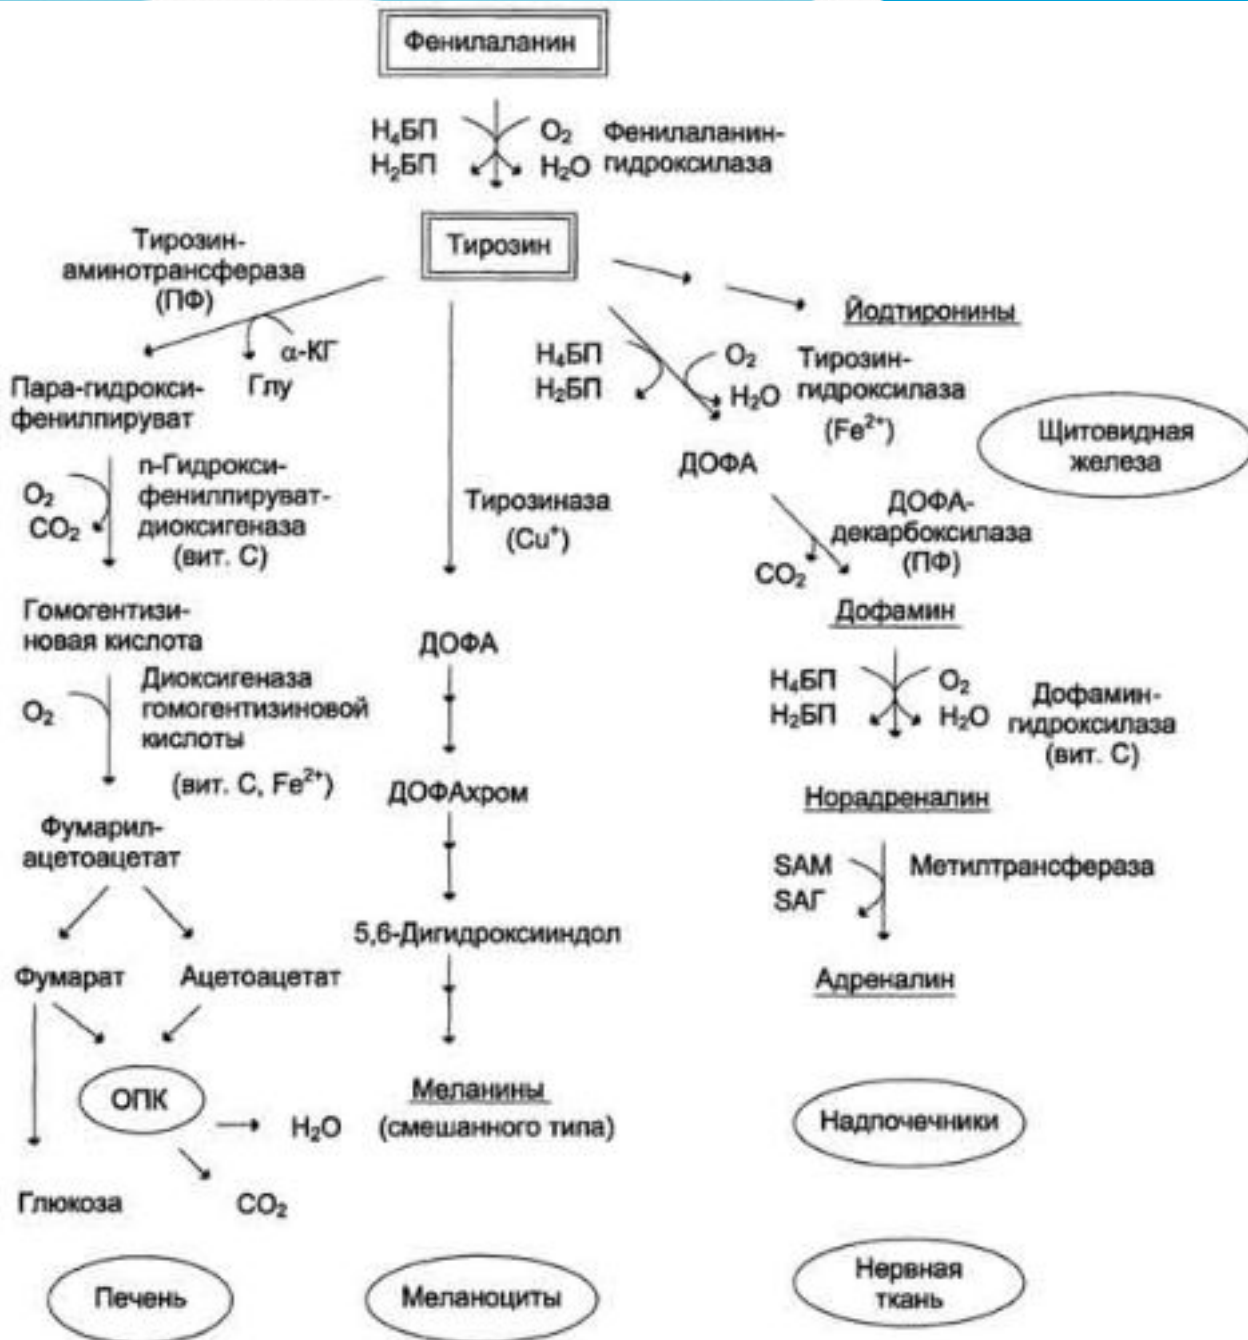 Фенилаланин
H₄БП
O₂
Фенилаланин-
H₂БП
H₂O
гидроксилаза
Тирозин-
аминотрансфераза
(ПФ)
Тирозин
α-КГ
Глу
Йодтиронины
Пара-гидрокси-
фенилпируват
H₄БП
O₂
H₂БП
H₂O
Тирозин-
гидроксилаза
(Fe²⁺)
Щитовидная
железа
ДОФА
O₂
CO₂
п-Гидрокси-
фенилпируват-
диоксигеназа
(вит. С)
Тирозиназа
(Cu⁺)
ДОФА-
декарбоксилаза
(ПФ)
CO₂
Гомогентизи-
новая кислота
ДОФА
Дофамин
O₂
Диоксигеназа
гомогентизиновой
кислоты
(вит. С, Fe²⁺)
H₄БП
O₂
H₂БП
H₂O
Дофамин-
гидроксилаза
(вит. С)
ДОФАхром
Норадреналин
Фумарил-
ацетоацетат
SAM
SAГ
Метилтрансфераза
5,6-Дигидроксииндол
Фумарат
Ацетоацетат
Адреналин
ОПК
H₂O
Меланины
(смешанного типа)
Надпочечники
Глюкоза
CO₂
Печень
Меланоциты
Нервная
ткань